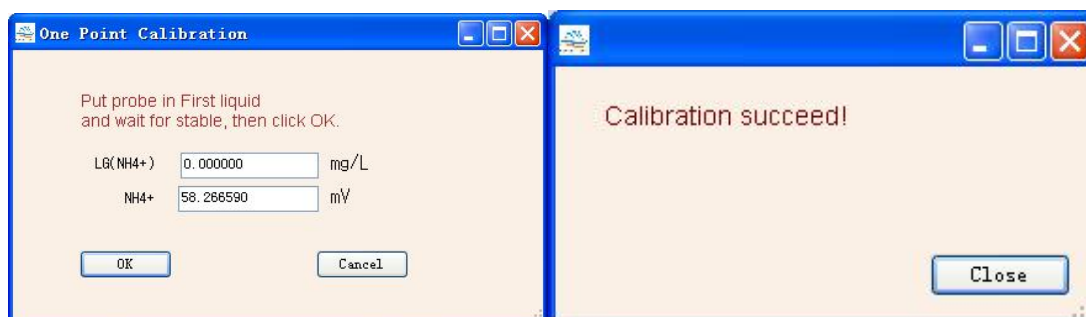 One Point Calibration
Put probe in First liquid
and wait for stable, then click OK.
LG(NH4+) 0.000000 mg/L
NH4+ 58.266590 mV
OK Cancel
Calibration succeed!
Close